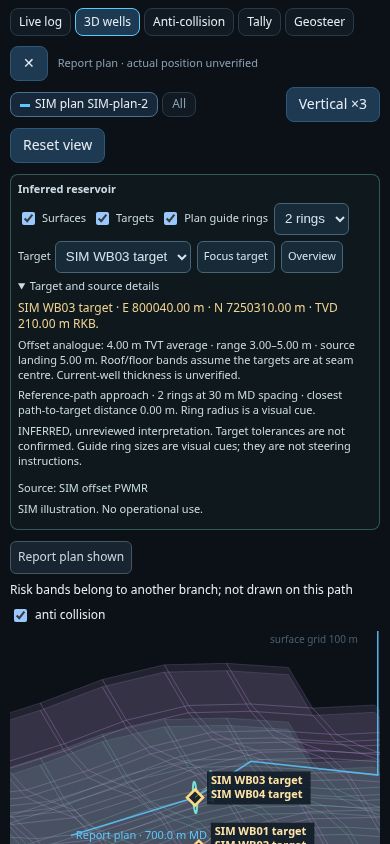 Live log 3D wells Anti-collision Tally Geosteer
✕ Report plan · actual position unverified
SIM plan SIM-plan-2 All Vertical ×3
Reset view
Inferred reservoir
Surfaces Targets Plan guide rings 2 rings
Target SIM WB03 target Focus target Overview
▼ Target and source details
SIM WB03 target · E 800040.00 m · N 7250310.00 m · TVD
210.00 m RKB.
Offset analogue: 4.00 m TVT average · range 3.00–5.00 m · source
landing 5.00 m. Roof/floor bands assume the targets are at seam
centre. Current-well thickness is unverified.
Reference-path approach · 2 rings at 30 m MD spacing · closest
path-to-target distance 0.00 m. Ring radius is a visual cue.
INFERRED, unreviewed interpretation. Target tolerances are not
confirmed. Guide ring sizes are visual cues; they are not steering
instructions.
Source: SIM offset PWMR
SIM illustration. No operational use.
Report plan shown
Risk bands belong to another branch; not drawn on this path
anti collision
surface grid 100 m
SIM WB03 target
SIM WB04 target
Report plan · 700.0 m MD
SIM WB01 target
SIM WB02 target